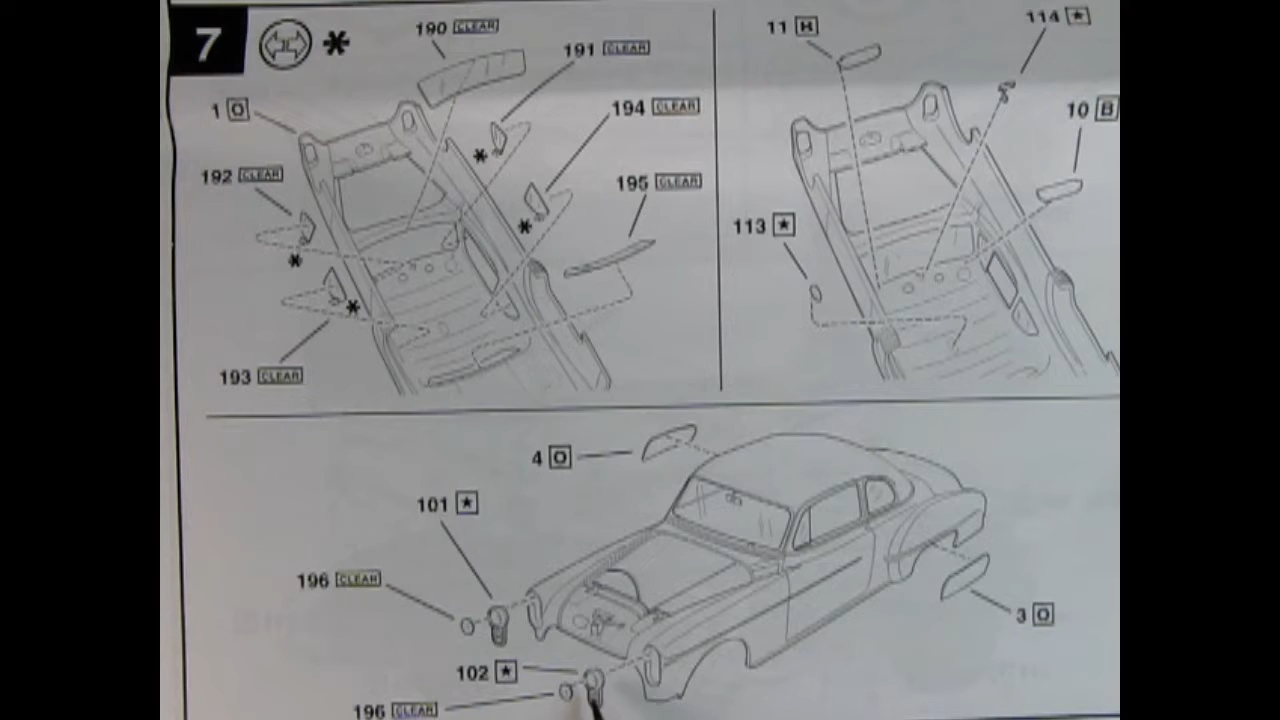 7
190 CLEAR
191 CLEAR
1 O
194 CLEAR
192 CLEAR
195 CLEAR
193 CLEAR
11 H
114 ★
10 B
113 ★
4 O
101 ★
196 CLEAR
3 O
102 ★
196 CLEAR